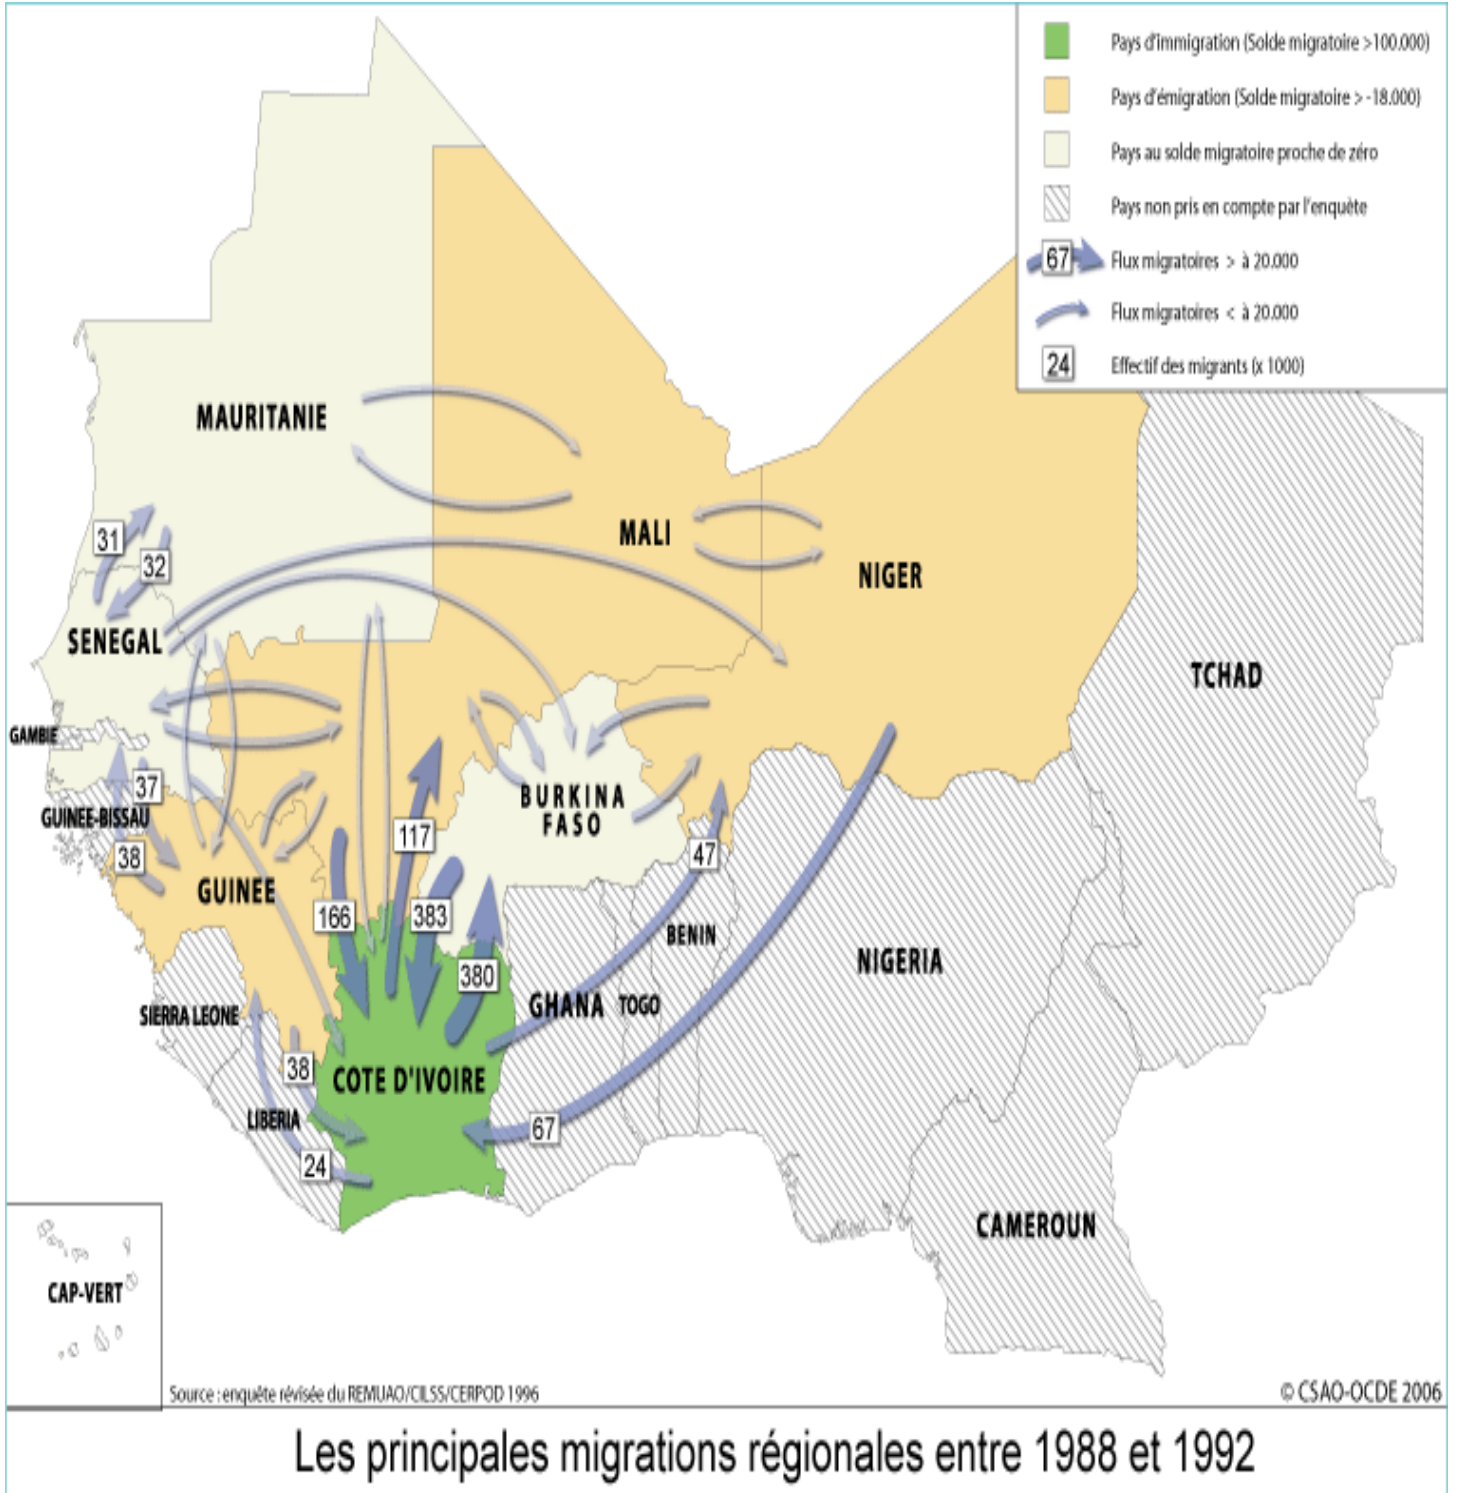 Pays d'immigration (Solde migratoire >100.000)
Pays d'émigration (Solde migratoire > -18.000)
Pays au solde migratoire proche de zéro
Pays non pris en compte par l'enquète
67 Flux migratoires > à 20.000
Flux migratoires < à 20.000
24 Effectif des migrants (x 1000)
MAURITANIE
MALI
NIGER
31
32
SENEGAL
TCHAD
GAMBIE
37
GUINEE-BISSAU
BURKINA
FASO
117
38
47
GUINEE
166
383
BENIN
NIGERIA
380
SIERRA LEONE
GHANA
TOGO
38
COTE D'IVOIRE
LIBERIA
67
24
CAMEROUN
CAP-VERT
Source : enquête révisée du REMUAO/CILSS/CERPOD 1996
© CSAO-OCDE 2006
Les principales migrations régionales entre 1988 et 1992